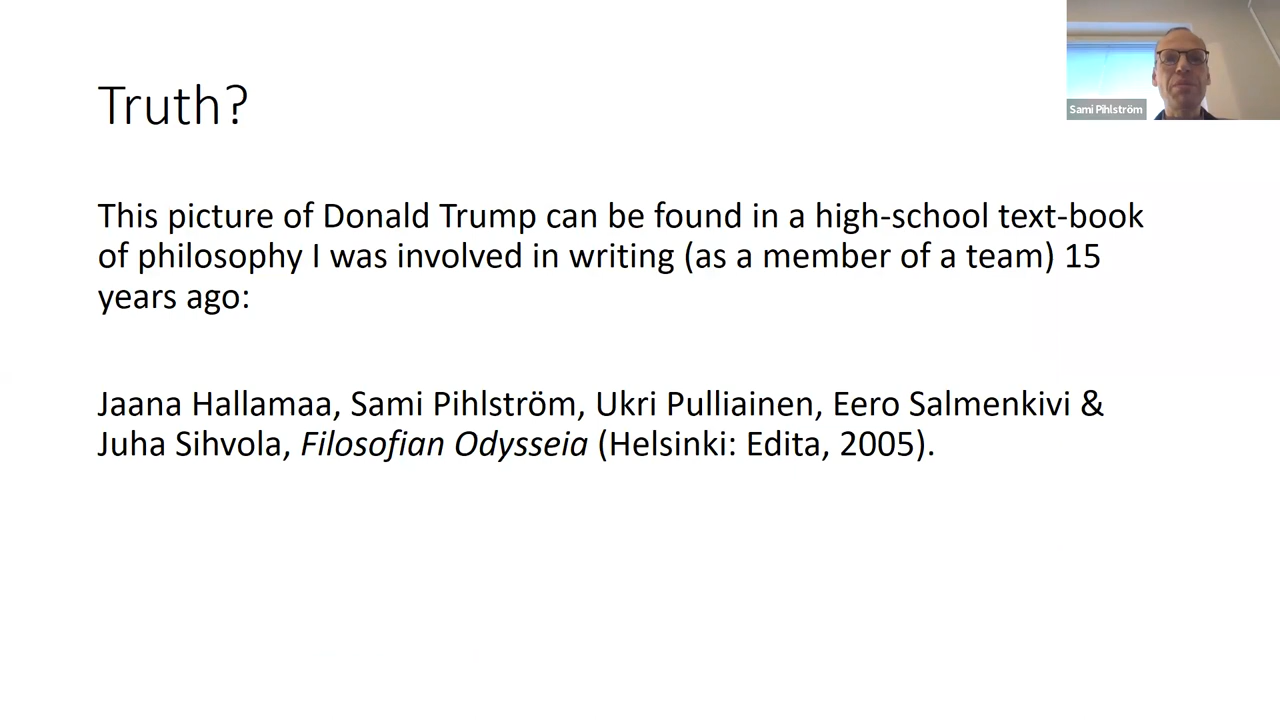 Truth?
Sami Pihlström
This picture of Donald Trump can be found in a high-school text-book
of philosophy I was involved in writing (as a member of a team) 15
years ago:
Jaana Hallamaa, Sami Pihlström, Ukri Pulliainen, Eero Salmenkivi &
Juha Sihvola, Filosofian Odysseia (Helsinki: Edita, 2005).